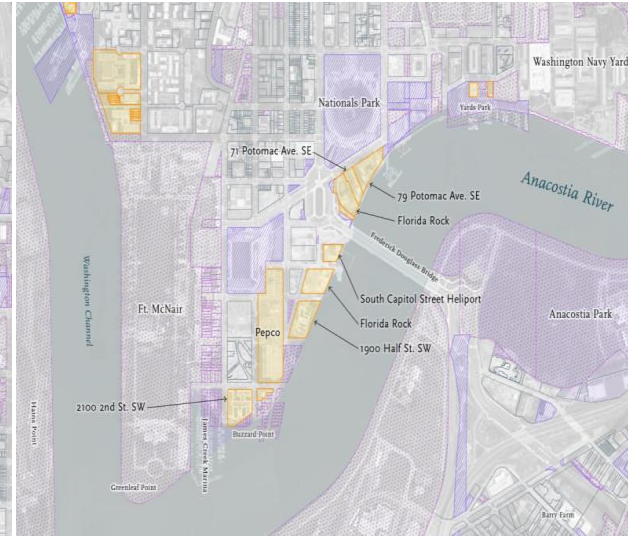 Washington Navy Yard
Nationals Park
Yards Park
71 Potomac Ave. SE
79 Potomac Ave. SE
Anacostia River
Florida Rock
Frederick Douglass Bridge
Washington Channel
South Capitol Street Heliport
Ft. McNair
Anacostia Park
Florida Rock
Pepco
1900 Half St. SW
2100 2nd St. SW
Hains Point
James Creek Marina
Buzzard Point
Greenleaf Point
Barry Farm